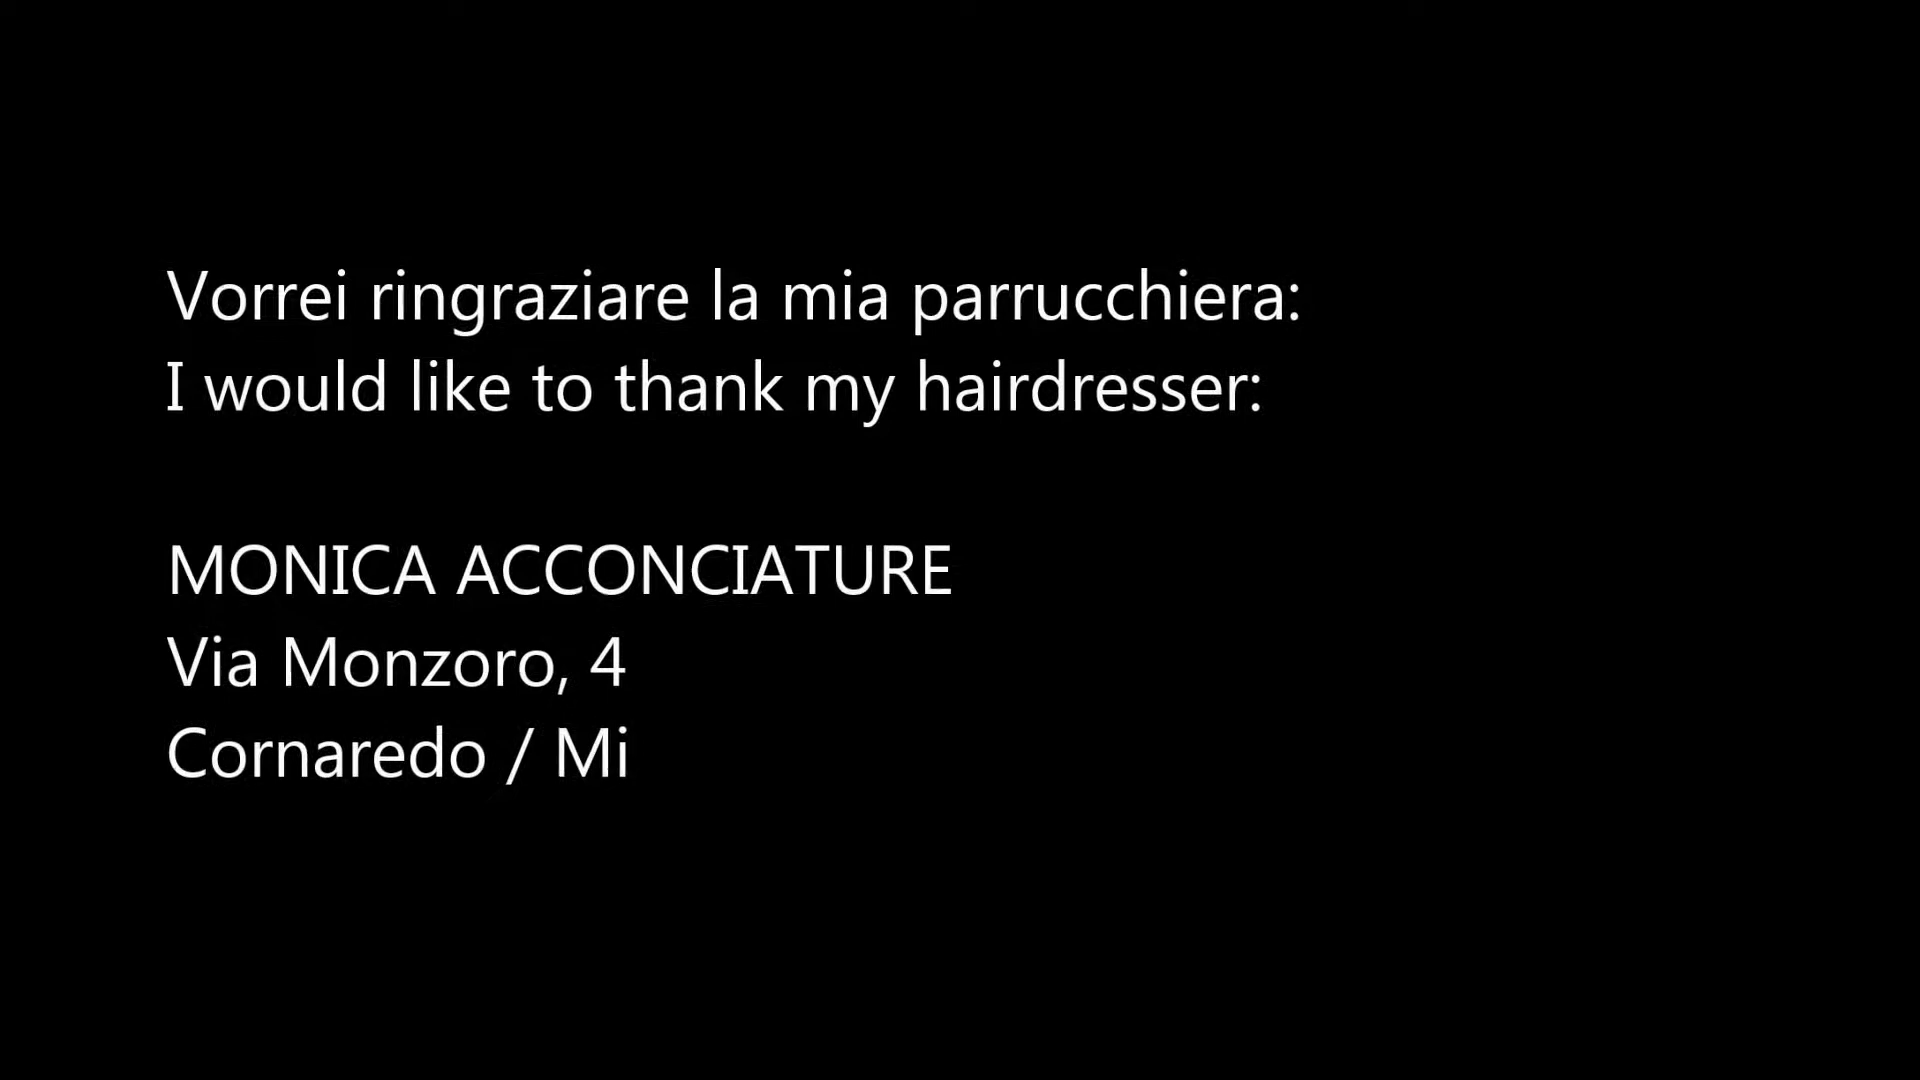 Vorrei ringraziare la mia parrucchiera:
I would like to thank my hairdresser:
MONICA ACCONCIATURE
Via Monzoro, 4
Cornaredo / Mi